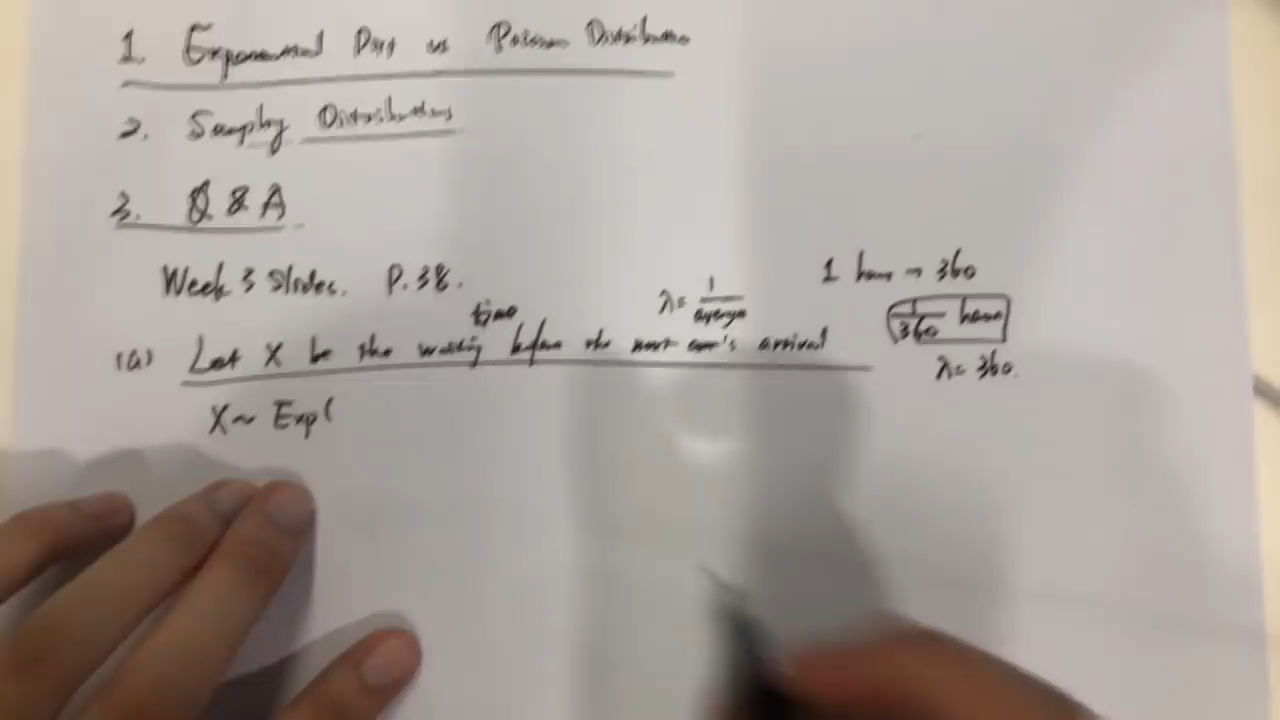 1. Exponential Dist vs Poisson Distribution
2. Sampling Distributions
3. Q & A
Week 3 Slides. P.38.
1 hour → 360
λ = 1/average
1/360 hour
λ = 360.
time
(a) Let X be the waiting before the next car's arrival
X ~ Exp(